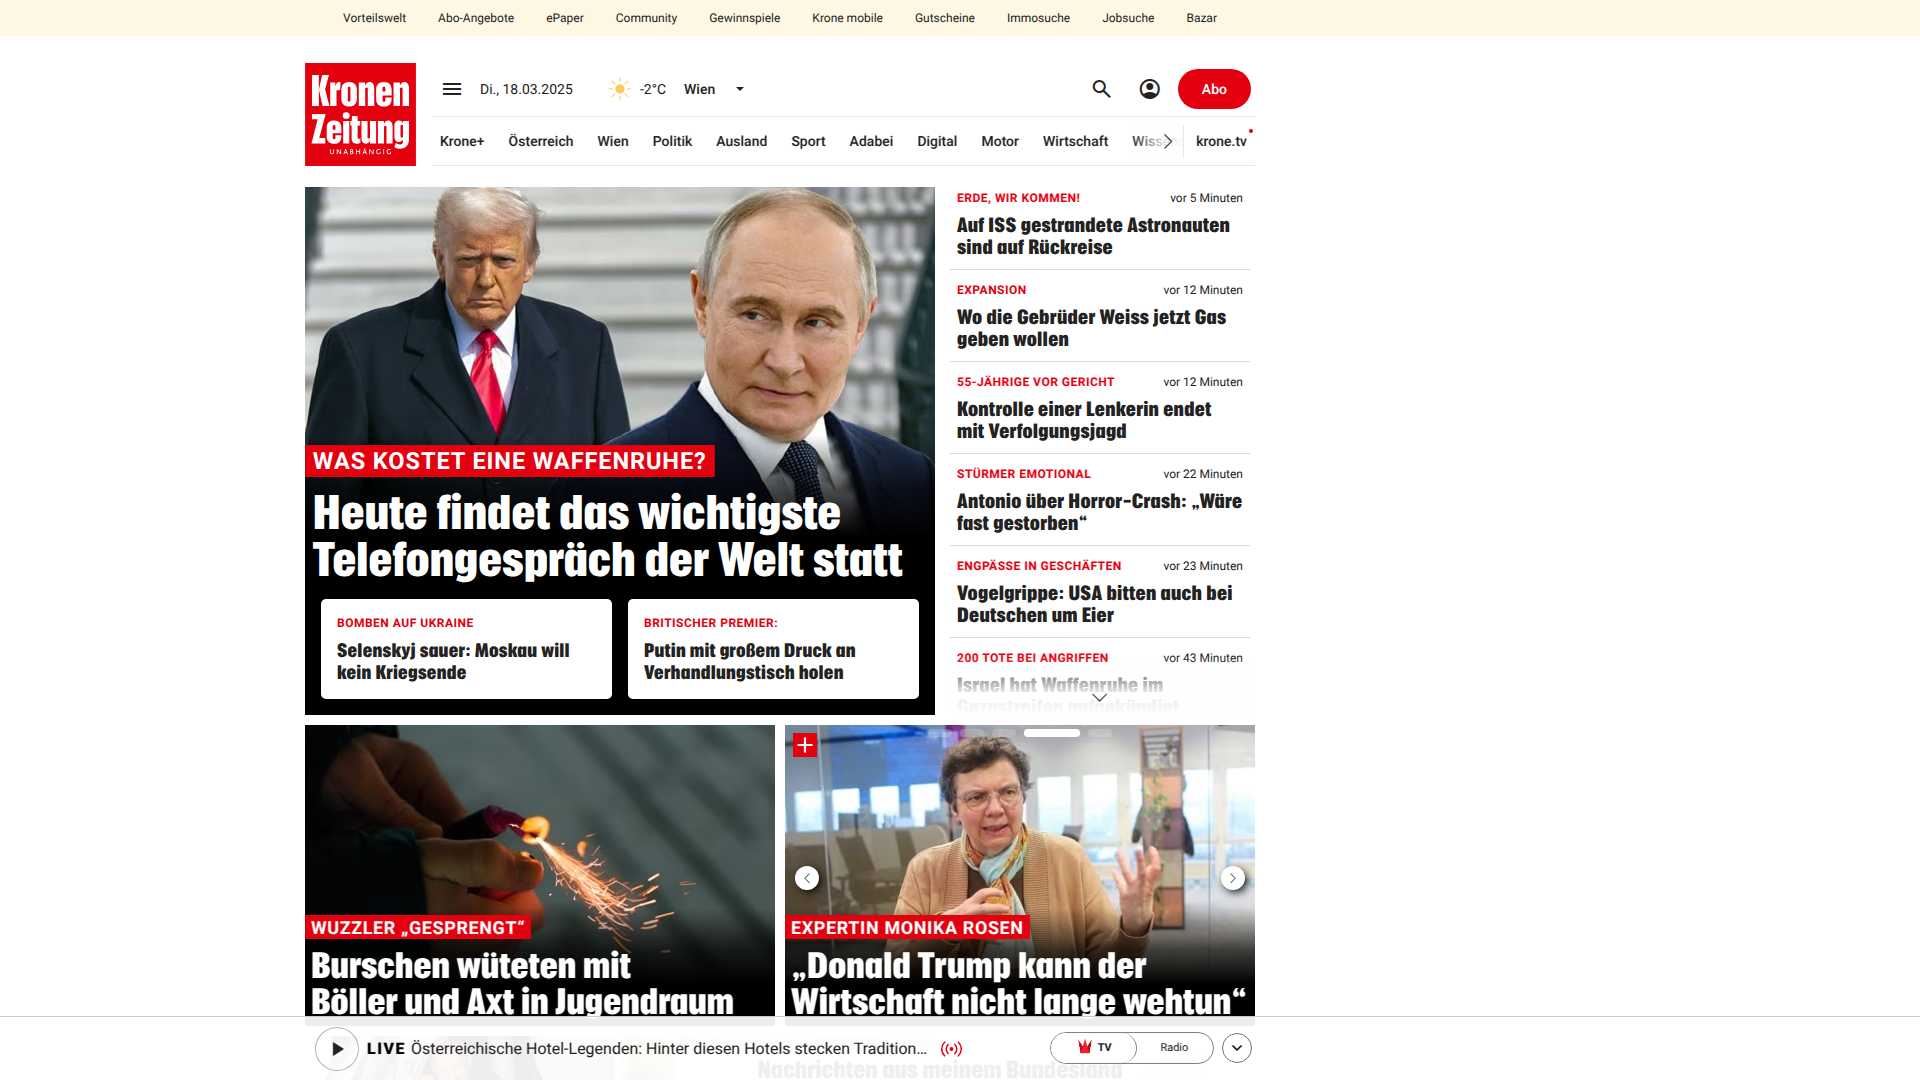 Vorteilswelt Abo-Angebote ePaper Community Gewinnspiele Krone mobile Gutscheine Immosuche Jobsuche Bazar
Kronen
Zeitung
UNABHÄNGIG
Di., 18.03.2025 -2°C Wien
Abo
Krone+ Österreich Wien Politik Ausland Sport Adabei Digital Motor Wirtschaft krone.tv
WAS KOSTET EINE WAFFENRUHE?
Heute findet das wichtigste
Telefongespräch der Welt statt
BOMBEN AUF UKRAINE
Selenskyj sauer: Moskau will
kein Kriegsende
BRITISCHER PREMIER:
Putin mit großem Druck an
Verhandlungstisch holen
ERDE, WIR KOMMEN! vor 5 Minuten
Auf ISS gestrandete Astronauten
sind auf Rückreise
EXPANSION vor 12 Minuten
Wo die Gebrüder Weiss jetzt Gas
geben wollen
55-JÄHRIGE VOR GERICHT vor 12 Minuten
Kontrolle einer Lenkerin endet
mit Verfolgungsjagd
STÜRMER EMOTIONAL vor 22 Minuten
Antonio über Horror-Crash: „Wäre
fast gestorben“
ENGPÄSSE IN GESCHÄFTEN vor 23 Minuten
Vogelgrippe: USA bitten auch bei
Deutschen um Eier
200 TOTE BEI ANGRIFFEN vor 43 Minuten
Israel hat Waffenruhe im
Gazastreifen aufgekündigt
WUZZLER „GESPRENGT“
Burschen wüteten mit
Böller und Axt in Jugendraum
EXPERTIN MONIKA ROSEN
„Donald Trump kann der
Wirtschaft nicht lange wehtun“
LIVE Österreichische Hotel-Legenden: Hinter diesen Hotels stecken Tradition...
TV Radio
Nachrichten aus meinem Bundesland